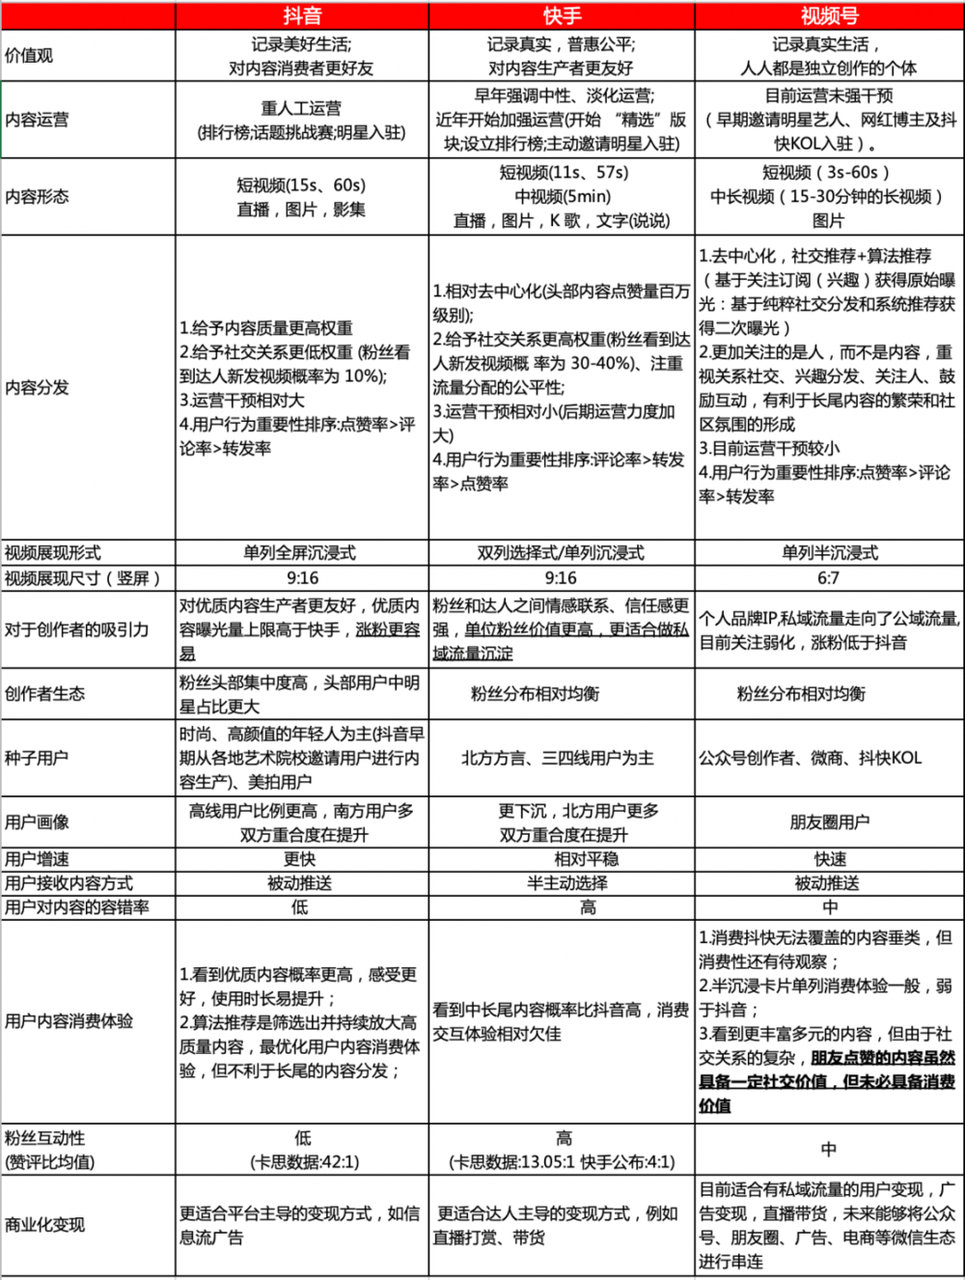 抖音
快手
视频号
价值观
记录美好生活;
对内容消费者更好友
记录真实，普惠公平;
对内容生产者更友好
记录真实生活，
人人都是独立创作的个体
内容运营
重人工运营
(排行榜;话题挑战赛;明星入驻)
早年强调中性、淡化运营;
近年开始加强运营(开始 “精选” 版
块;设立排行榜;主动邀请明星入驻)
目前运营未强干预
（早期邀请明星艺人、网红博主及抖
快KOL入驻）。
内容形态
短视频(15s、60s)
直播，图片，影集
短视频(11s、57s)
中视频(5min)
直播，图片，K 歌，文字(说说)
短视频（3s-60s）
中长视频（15-30分钟的长视频）
图片
内容分发
1.给予内容质量更高权重
2.给予社交关系更低权重 (粉丝看
到达人新发视频概率为 10%);
3.运营干预相对大
4.用户行为重要性排序:点赞率>评
论率>转发率
1.相对去中心化(头部内容点赞量百万
级别);
2.给予社交关系更高权重(粉丝看到达
人新发视频概 率为 30-40%)、注重
流量分配的公平性;
3.运营干预相对小(后期运营力度加
大)
4.用户行为重要性排序:评论率>转发
率>点赞率
1.去中心化，社交推荐+算法推荐
（基于关注订阅（兴趣）获得原始曝
光：基于纯粹社交分发和系统推荐获
得二次曝光）
2.更加关注的是人，而不是内容，重
视关系社交、兴趣分发、关注人、鼓
励互动，有利于长尾内容的繁荣和社
区氛围的形成
3.目前运营干预较小
4.用户行为重要性排序:点赞率>评论
率>转发率
视频展现形式
单列全屏沉浸式
双列选择式/单列沉浸式
单列半沉浸式
视频展现尺寸（竖屏）
9:16
9:16
6:7
对于创作者的吸引力
对优质内容生产者更友好，优质内
容曝光量上限高于快手，涨粉更容
易
粉丝和达人之间情感联系、信任感更
强，单位粉丝价值更高，更适合做私
域流量沉淀
个人品牌IP,私域流量走向了公域流量,
目前关注弱化，涨粉低于抖音
创作者生态
粉丝头部集中度高，头部用户中明
星占比更大
粉丝分布相对均衡
粉丝分布相对均衡
种子用户
时尚、高颜值的年轻人为主(抖音早
期从各地艺术院校邀请用户进行内
容生产)、美拍用户
北方方言、三四线用户为主
公众号创作者、微商、抖快KOL
用户画像
高线用户比例更高，南方用户多
双方重合度在提升
更下沉，北方用户更多
双方重合度在提升
朋友圈用户
用户增速
更快
相对平稳
快速
用户接收内容方式
被动推送
半主动选择
被动推送
用户对内容的容错率
低
高
中
用户内容消费体验
1.看到优质内容概率更高，感受更
好，使用时长易提升；
2.算法推荐是筛选出并持续放大高
质量内容，最优化用户内容消费体
验，但不利于长尾的内容分发；
看到中长尾内容概率比抖音高，消费
交互体验相对欠佳
1.消费抖快无法覆盖的内容垂类，但
消费性还有待观察；
2.半沉浸卡片单列消费体验一般，弱
于抖音；
3.看到更丰富多元的内容，但由于社
交关系的复杂，朋友点赞的内容虽然
具备一定社交价值，但未必具备消费
价值
粉丝互动性
(赞评比均值)
低
(卡思数据:42:1)
高
(卡思数据:13.05:1 快手公布:4:1)
中
商业化变现
更适合平台主导的变现方式，如信
息流广告
更适合达人主导的变现方式，例如
直播打赏、带货
目前适合有私域流量的用户变现，广
告变现，直播带货，未来能够将公众
号、朋友圈、广告、电商等微信生态
进行串连